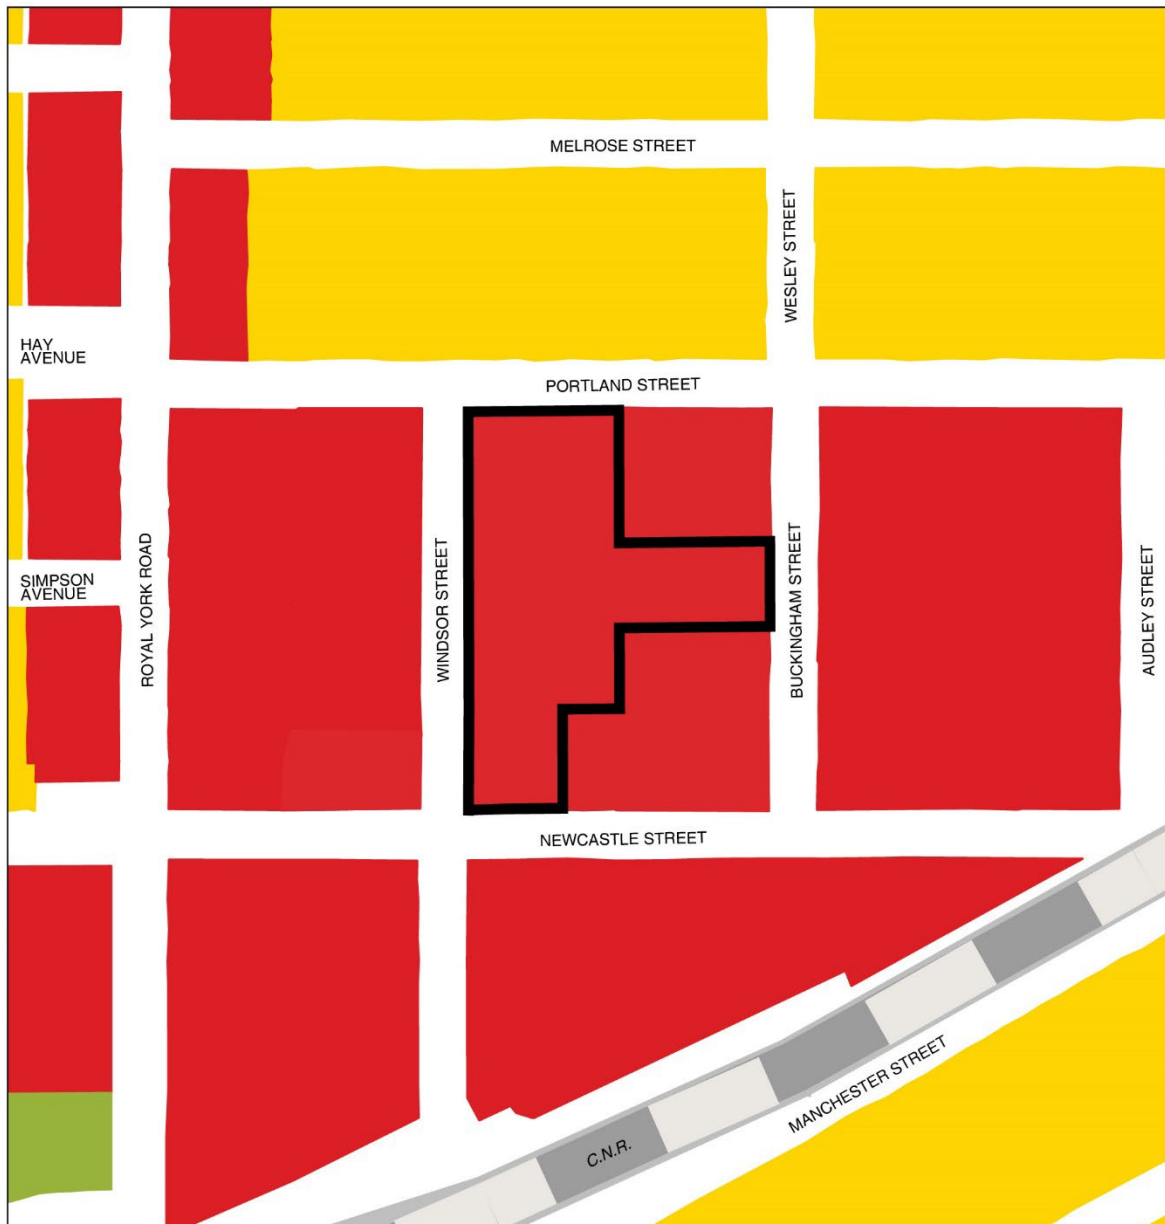 MELROSE STREET
WESLEY STREET
HAY
AVENUE
PORTLAND STREET
SIMPSON
AVENUE
ROYAL YORK ROAD
WINDSOR STREET
BUCKINGHAM STREET
AUDLEY STREET
NEWCASTLE STREET
MANCHESTER STREET
C.N.R.